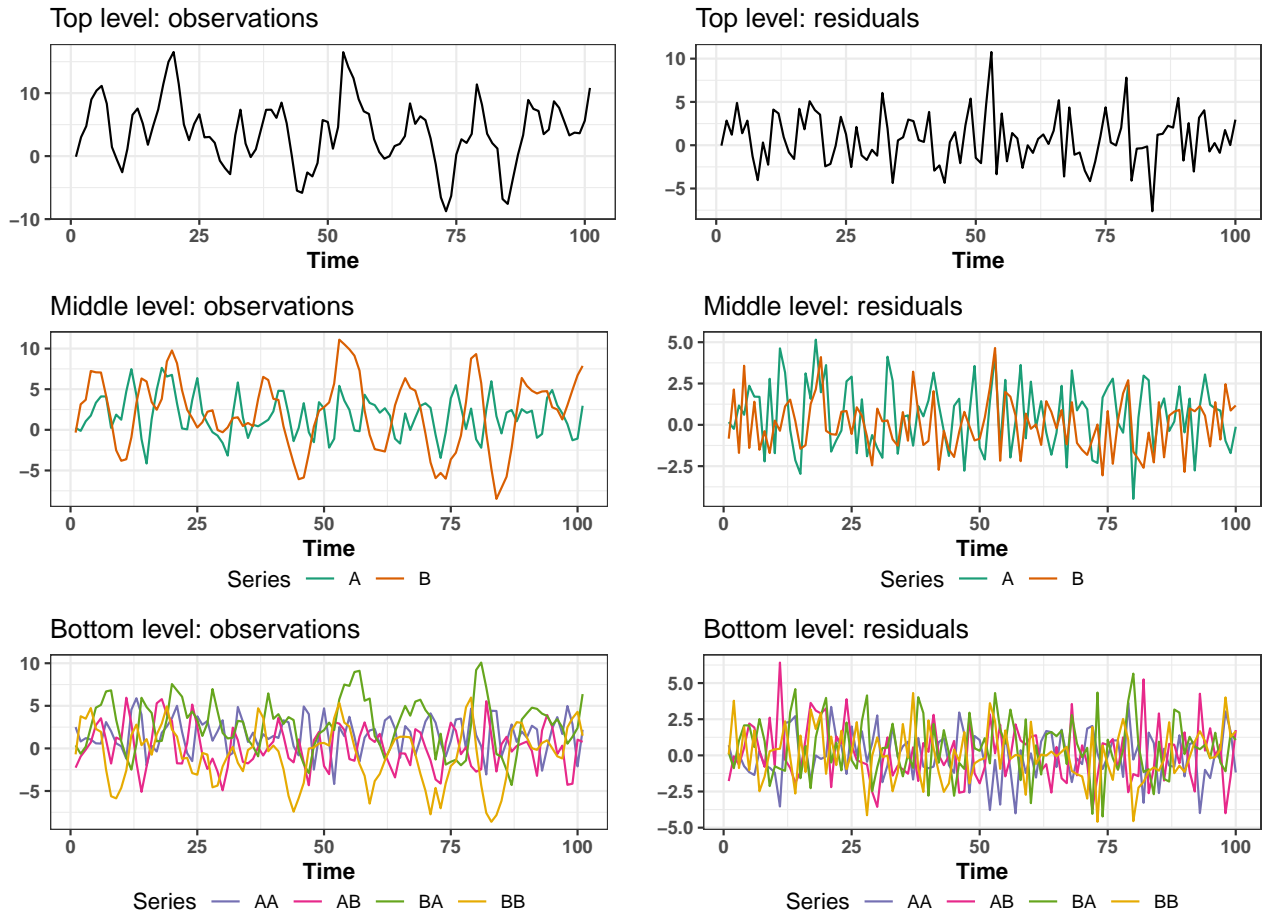 Top level: observations
10
0
−10
0 25 50 75 100
Time
Top level: residuals
10
5
0
−5
0 25 50 75 100
Time
Middle level: observations
10
5
0
−5
0 25 50 75 100
Time
Series A B
Middle level: residuals
5.0
2.5
0.0
−2.5
0 25 50 75 100
Time
Series A B
Bottom level: observations
10
5
0
−5
0 25 50 75 100
Time
Series AA AB BA BB
Bottom level: residuals
5.0
2.5
0.0
−2.5
−5.0
0 25 50 75 100
Time
Series AA AB BA BB